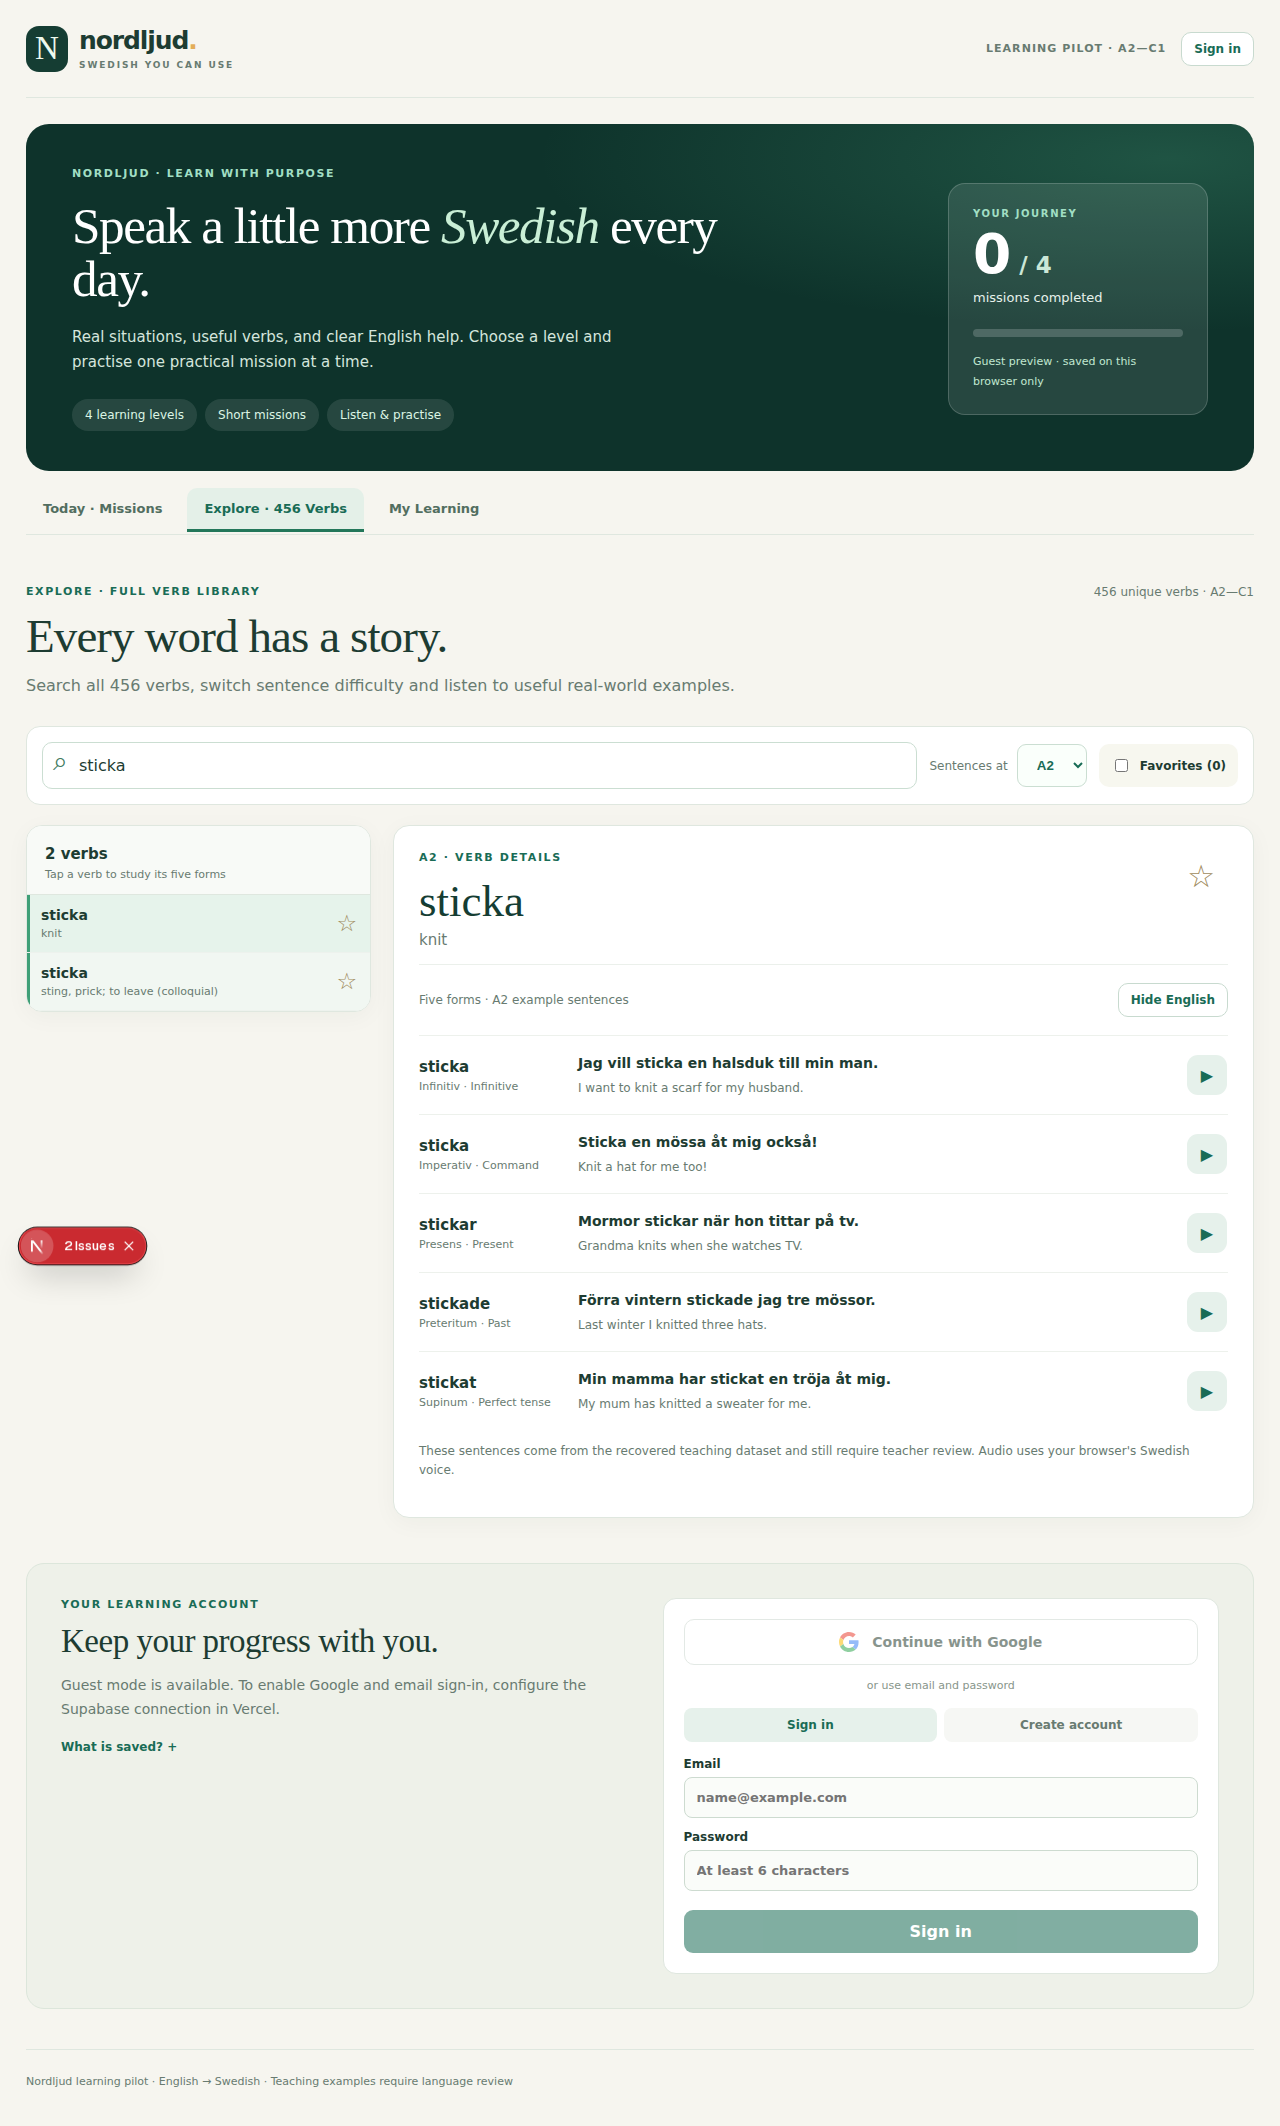 N nordljud.
SWEDISH YOU CAN USE
LEARNING PILOT · A2—C1
Sign in
NORDLJUD · LEARN WITH PURPOSE
Speak a little more Swedish every
day.
Real situations, useful verbs, and clear English help. Choose a level and
practise one practical mission at a time.
4 learning levels
Short missions
Listen & practise
YOUR JOURNEY
0 / 4
missions completed
Guest preview · saved on this
browser only
Today · Missions
Explore · 456 Verbs
My Learning
EXPLORE · FULL VERB LIBRARY
456 unique verbs · A2—C1
Every word has a story.
Search all 456 verbs, switch sentence difficulty and listen to useful real-world examples.
sticka
Sentences at
A2
Favorites (0)
2 verbs
Tap a verb to study its five forms
sticka
knit
sticka
sting, prick; to leave (colloquial)
A2 · VERB DETAILS
sticka
knit
Five forms · A2 example sentences
Hide English
sticka
Infinitiv · Infinitive
Jag vill sticka en halsduk till min man.
I want to knit a scarf for my husband.
sticka
Imperativ · Command
Sticka en mössa åt mig också!
Knit a hat for me too!
stickar
Presens · Present
Mormor stickar när hon tittar på tv.
Grandma knits when she watches TV.
stickade
Preteritum · Past
Förra vintern stickade jag tre mössor.
Last winter I knitted three hats.
stickat
Supinum · Perfect tense
Min mamma har stickat en tröja åt mig.
My mum has knitted a sweater for me.
These sentences come from the recovered teaching dataset and still require teacher review. Audio uses your browser's Swedish
voice.
N 2 Issues
YOUR LEARNING ACCOUNT
Keep your progress with you.
Guest mode is available. To enable Google and email sign-in, configure the
Supabase connection in Vercel.
What is saved? +
Continue with Google
or use email and password
Sign in
Create account
Email
name@example.com
Password
At least 6 characters
Sign in
Nordljud learning pilot · English → Swedish · Teaching examples require language review